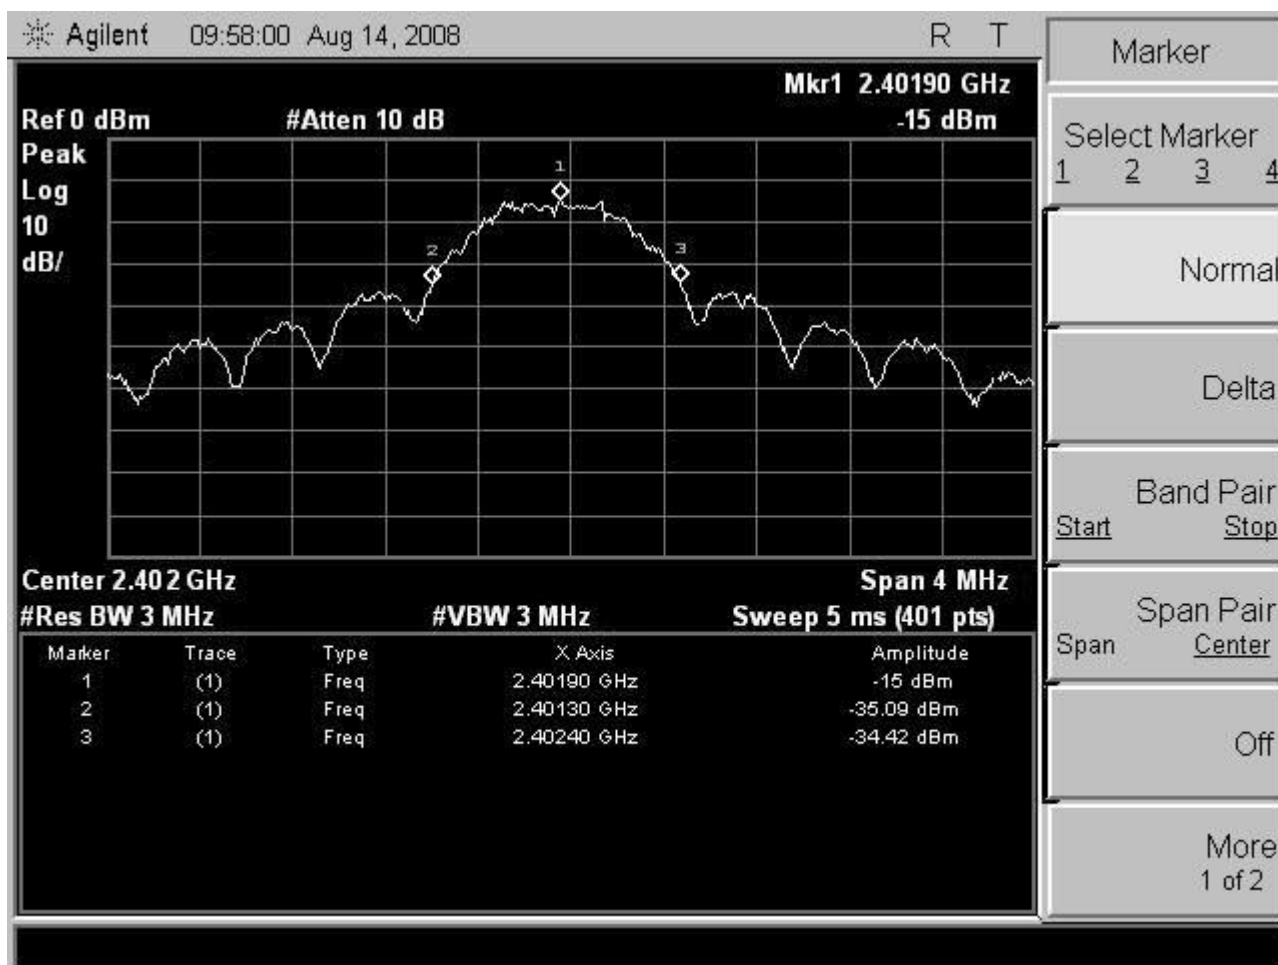 Agilent 09:58:00 Aug 14, 2008 R T
Mkr1 2.40190 GHz
Ref 0 dBm #Atten 10 dB -15 dBm
Peak
Log
10
dB/
1
2
3
Center 2.402 GHz Span 4 MHz
#Res BW 3 MHz #VBW 3 MHz Sweep 5 ms (401 pts)
Marker Trace Type X Axis Amplitude
1 (1) Freq 2.40190 GHz -15 dBm
2 (1) Freq 2.40130 GHz -35.09 dBm
3 (1) Freq 2.40240 GHz -34.42 dBm
Marker
Select Marker
1 2 3 4
Normal
Delta
Band Pair
Start Stop
Span Pair
Span Center
Off
More
1 of 2